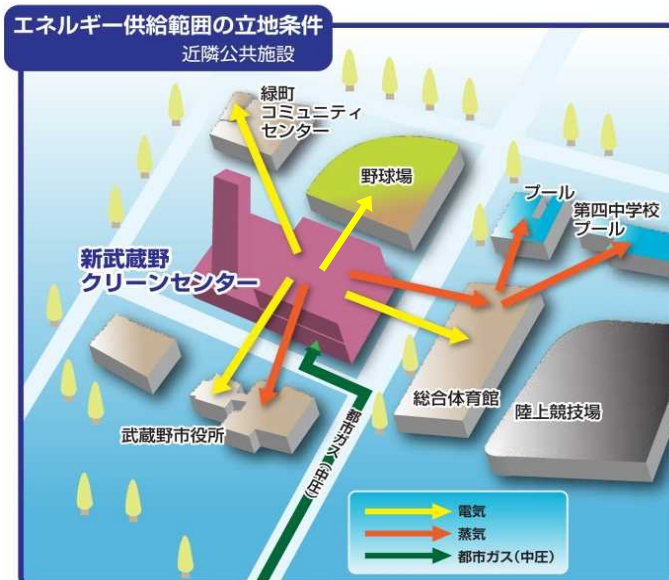 エネルギー供給範囲の立地条件
近隣公共施設
緑町
コミュニティ
センター
野球場
プール
第四中学校
プール
新武蔵野
クリーンセンター
総合体育館
陸上競技場
武蔵野市役所
都市ガス(中圧)
電気
蒸気
都市ガス(中圧)